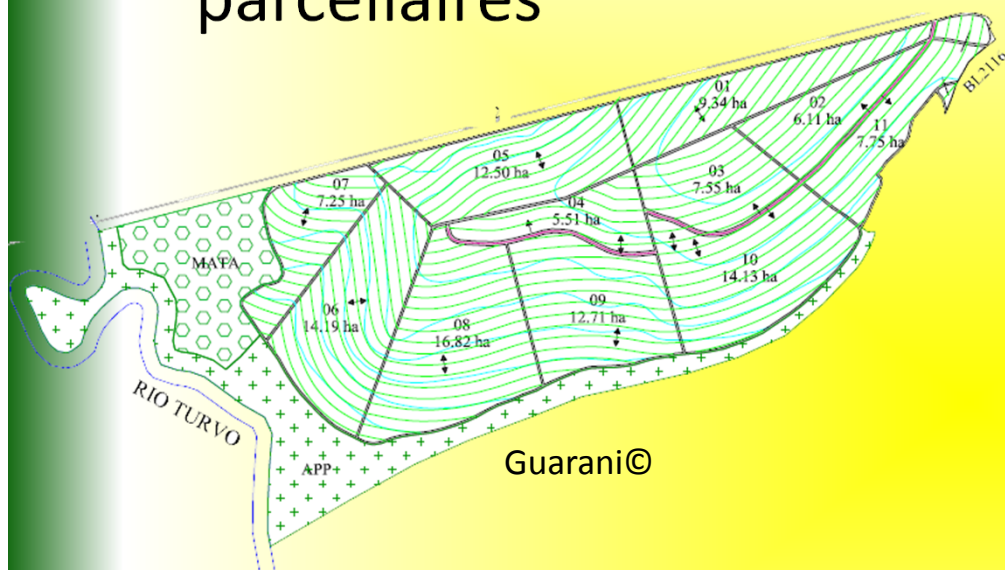 parcellaires
01
9.34 ha
02
6.11 ha
11
7.75 ha
05
12.50 ha
03
7.55 ha
07
7.25 ha
04
5.51 ha
MATA
10
14.13 ha
06
14.19 ha
08
16.82 ha
09
12.71 ha
RIO TURVO
APP
BL2116
Guarani©